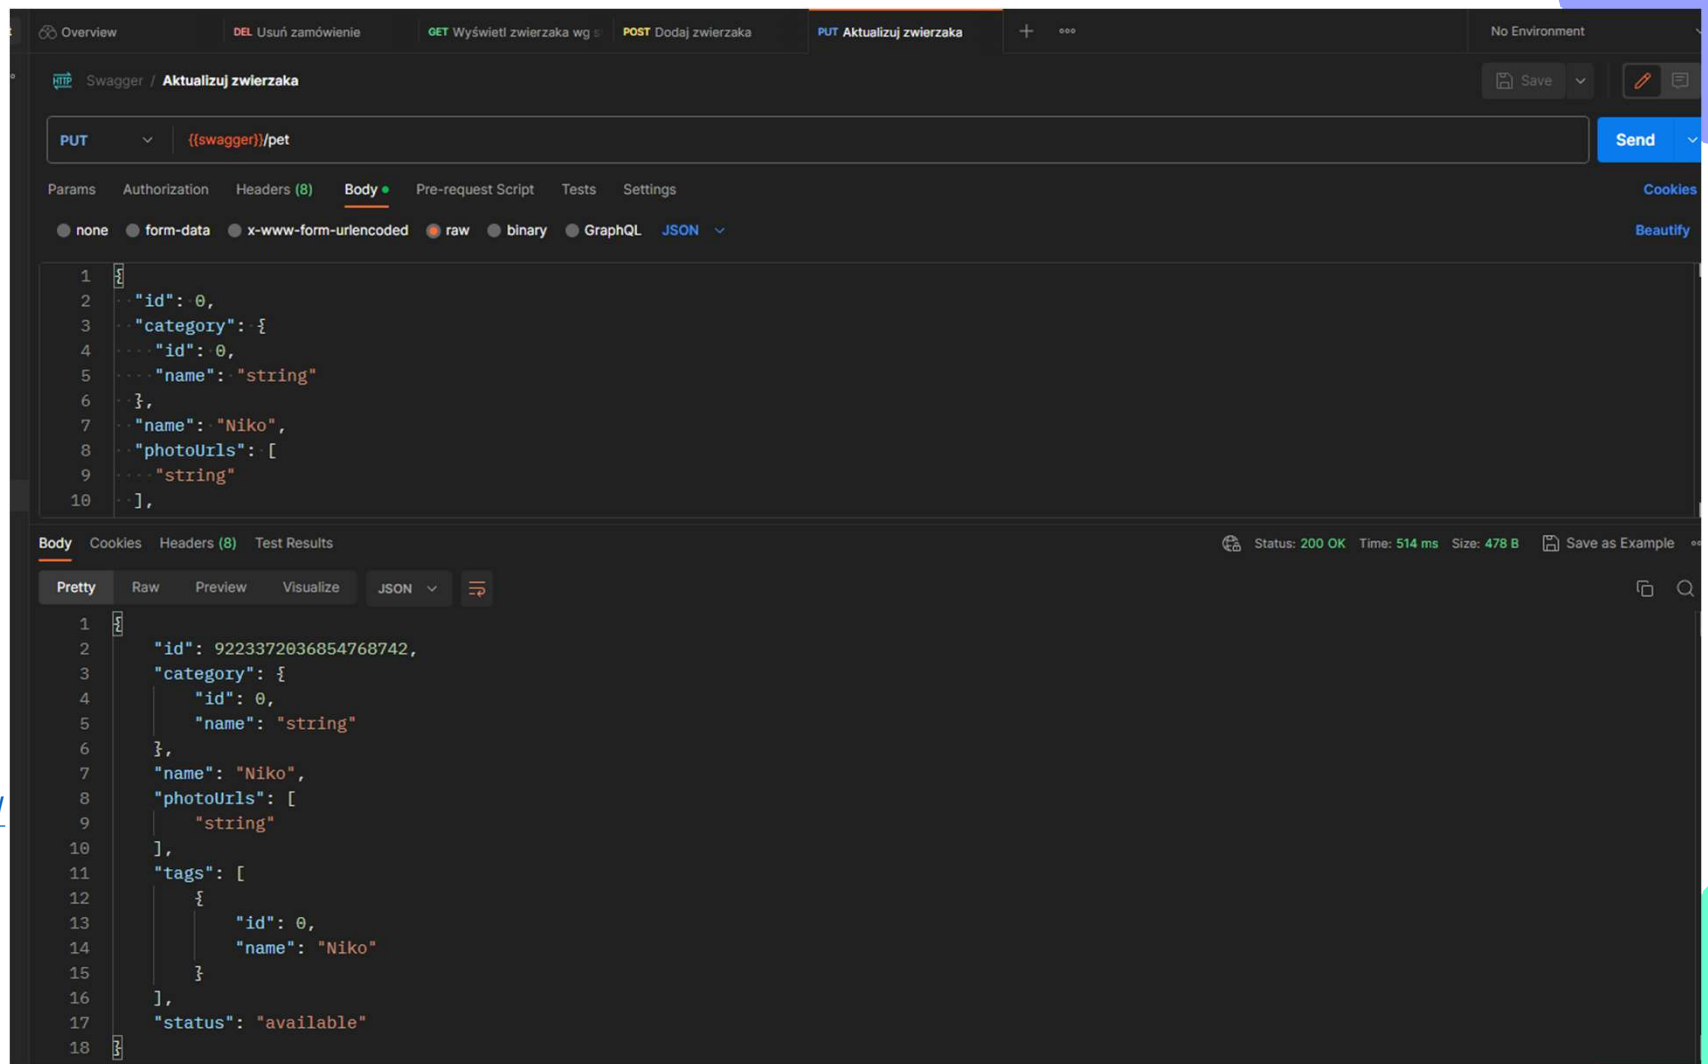 Overview DEL Usuń zamówienie GET Wyświetl zwierzaka wg s POST Dodaj zwierzaka PUT Aktualizuj zwierzaka No Environment
HTTP Swagger / Aktualizuj zwierzaka Save
PUT {{swagger}}/pet Send
Params Authorization Headers (8) Body Pre-request Script Tests Settings Cookies
none form-data x-www-form-urlencoded raw binary GraphQL JSON Beautify
1 {
2 "id": 0,
3 "category": {
4 "id": 0,
5 "name": "string"
6 },
7 "name": "Niko",
8 "photoUrls": [
9 "string"
10 ],
Body Cookies Headers (8) Test Results Status: 200 OK Time: 514 ms Size: 478 B Save as Example
Pretty Raw Preview Visualize JSON
1 {
2 "id": 9223372036854768742,
3 "category": {
4 "id": 0,
5 "name": "string"
6 },
7 "name": "Niko",
8 "photoUrls": [
9 "string"
10 ],
11 "tags": [
12 {
13 "id": 0,
14 "name": "Niko"
15 }
16 ],
17 "status": "available"
18 }